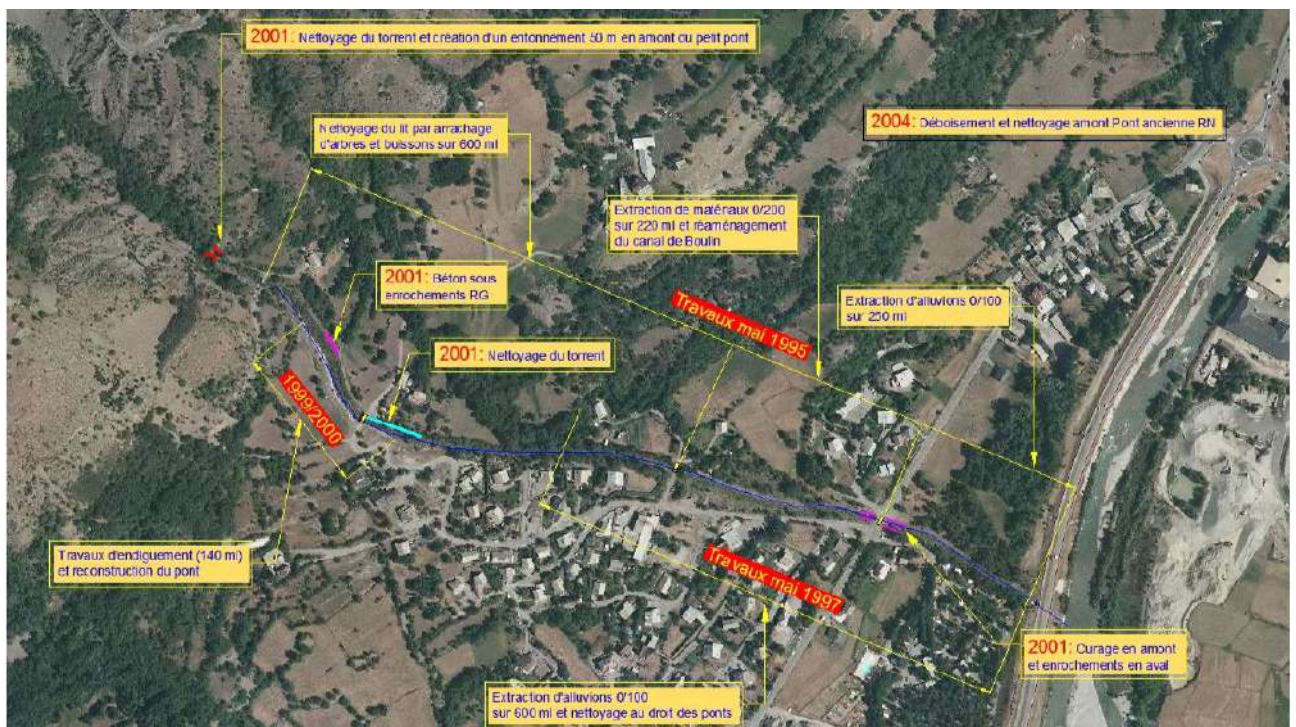 2001: Nettoyage du torrent et création d'un entonnement 50 m en amont du petit pont
Nettoyage du lit par arrachage
d'arbres et buissons sur 600 ml
2004: Déboisement et nettoyage amont Pont ancienne RN
Extraction de matériaux 0/200
sur 220 ml et réaménagement
du canal de Boulin
2001: Béton sous
enrochements RG
Extraction d'alluvions 0/100
sur 250 ml
Travaux mai 1995
2001: Nettoyage du torrent
1999/2000
Travaux d'endiguement (140 ml)
et reconstruction du pont
Travaux mai 1997
2001: Curage en amont
et enrochements en aval
Extraction d'alluvions 0/100
sur 600 ml et nettoyage au droit des ponts